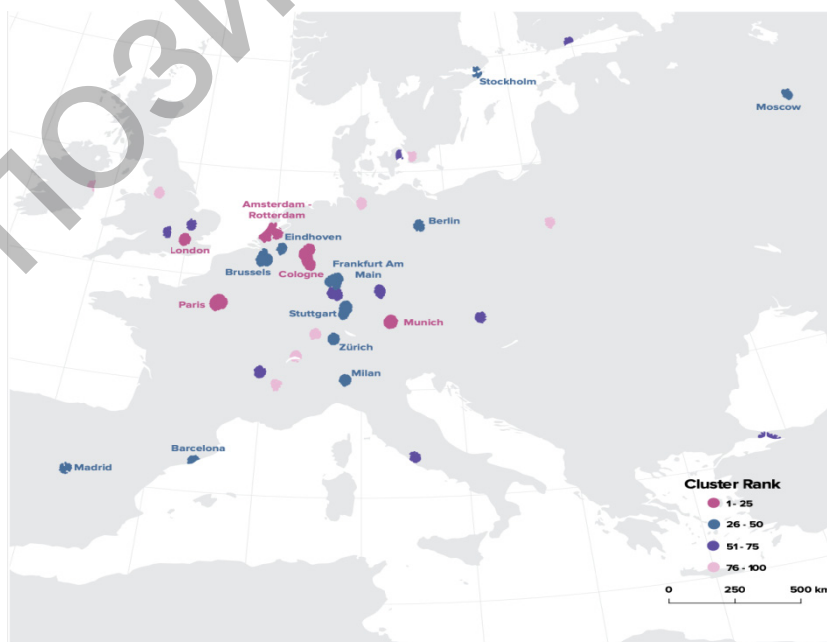 Stockholm
Moscow
Amsterdam -
Rotterdam
Berlin
Eindhoven
London
Brussels
Cologne
Frankfurt Am
Main
Paris
Stuttgart
Munich
Zürich
Milan
Barcelona
Madrid
Cluster Rank
1 - 25
26 - 50
51 - 75
76 - 100
0 250 500 km